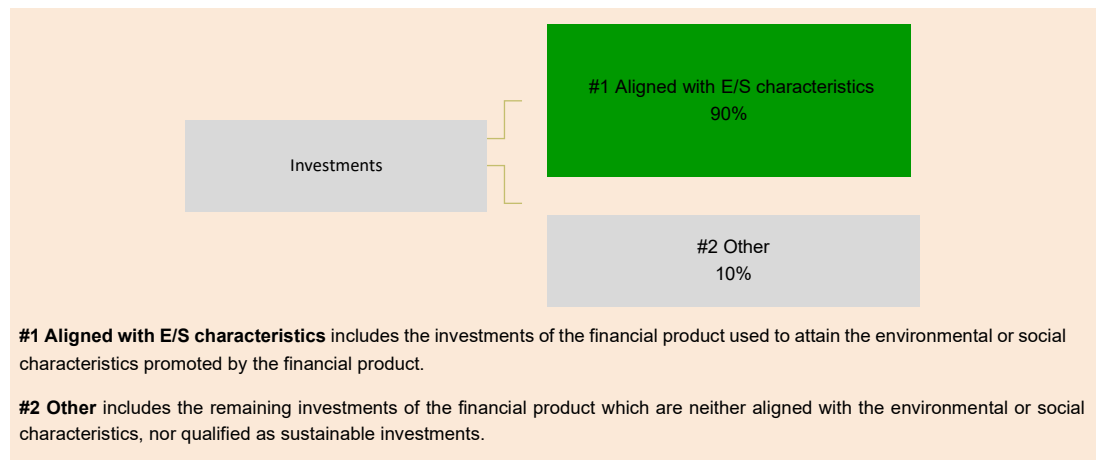 #1 Aligned with E/S characteristics
90%
Investments
#2 Other
10%
#1 Aligned with E/S characteristics includes the investments of the financial product used to attain the environmental or social
characteristics promoted by the financial product.
#2 Other includes the remaining investments of the financial product which are neither aligned with the environmental or social
characteristics, nor qualified as sustainable investments.